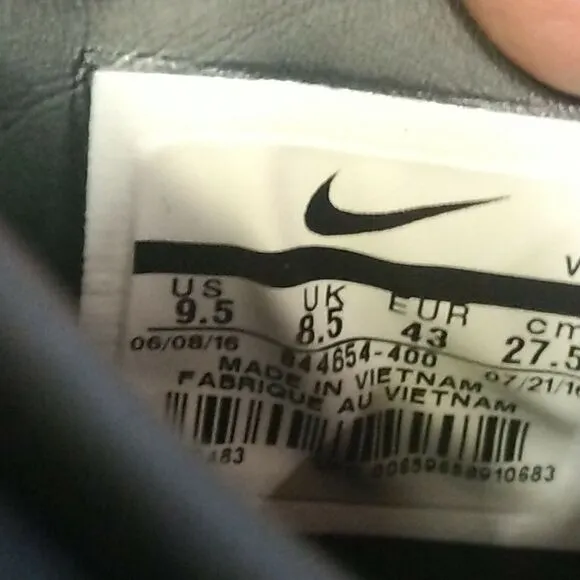 US UK EUR cm
9.5 8.5 43 27.5
06/08/16 844654-400 07/21/16
MADE IN VIETNAM
FABRIQUE AU VIETNAM
483